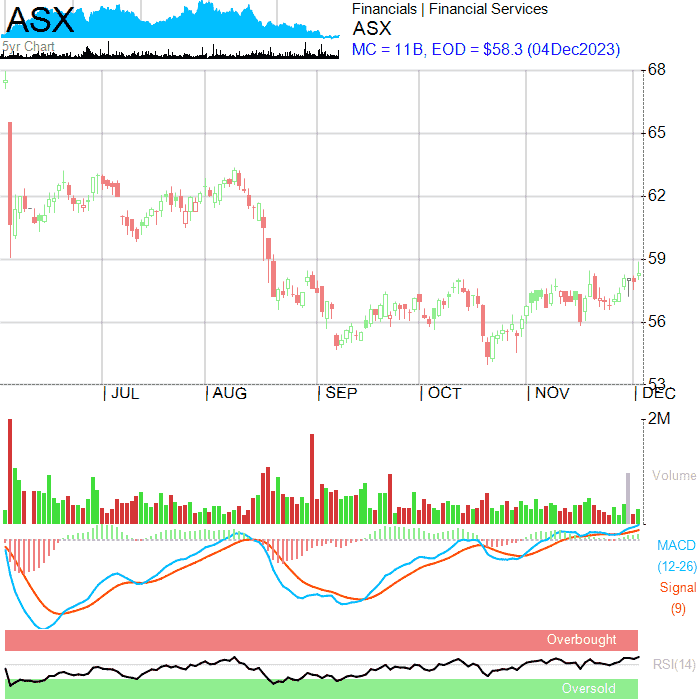 ASX
5yr Chart
Financials | Financial Services
ASX
MC = 11B, EOD = $58.3 (04Dec2023)
68
65
62
59
56
53
JUL AUG SEP OCT NOV DEC
2M
Volume
MACD
(12-26)
Signal
(9)
Overbought
RSI(14)
Oversold